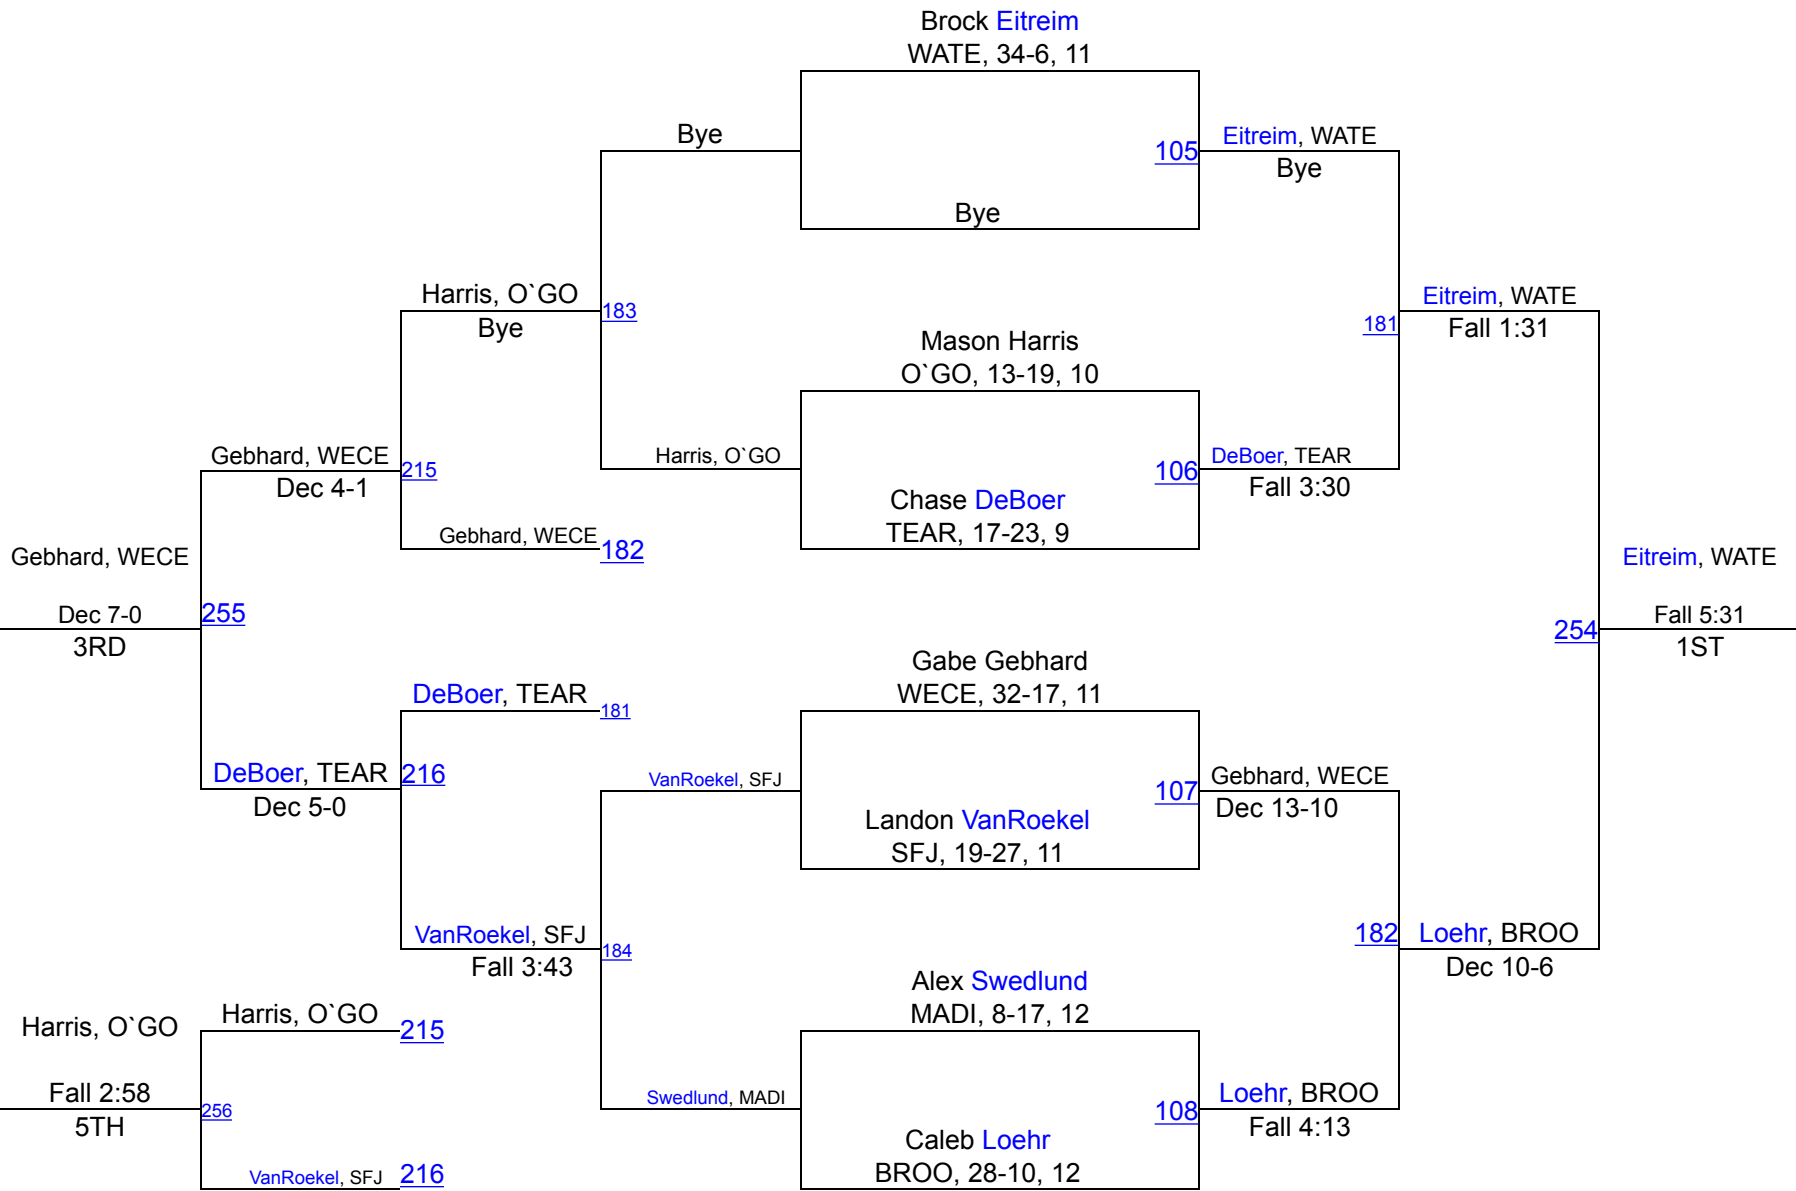 Brock Eitreim
WATE, 34-6, 11
Bye
105
Eitreim, WATE
Bye
Bye
Harris, O`GO
Bye
183
Eitreim, WATE
Fall 1:31
181
Mason Harris
O`GO, 13-19, 10
Gebhard, WECE
Dec 4-1
215
Harris, O`GO
106
DeBoer, TEAR
Fall 3:30
Chase DeBoer
TEAR, 17-23, 9
Gebhard, WECE
182
Gebhard, WECE
Dec 7-0
3RD
255
Eitreim, WATE
Fall 5:31
1ST
254
Gabe Gebhard
WECE, 32-17, 11
DeBoer, TEAR
181
DeBoer, TEAR
Dec 5-0
216
VanRoekel, SFJ
107
Gebhard, WECE
Dec 13-10
Landon VanRoekel
SFJ, 19-27, 11
VanRoekel, SFJ
Fall 3:43
184
182
Loehr, BROO
Dec 10-6
Alex Swedlund
MADI, 8-17, 12
Harris, O`GO
Harris, O`GO
215
Fall 2:58
5TH
256
Swedlund, MADI
108
Loehr, BROO
Fall 4:13
Caleb Loehr
BROO, 28-10, 12
VanRoekel, SFJ
216